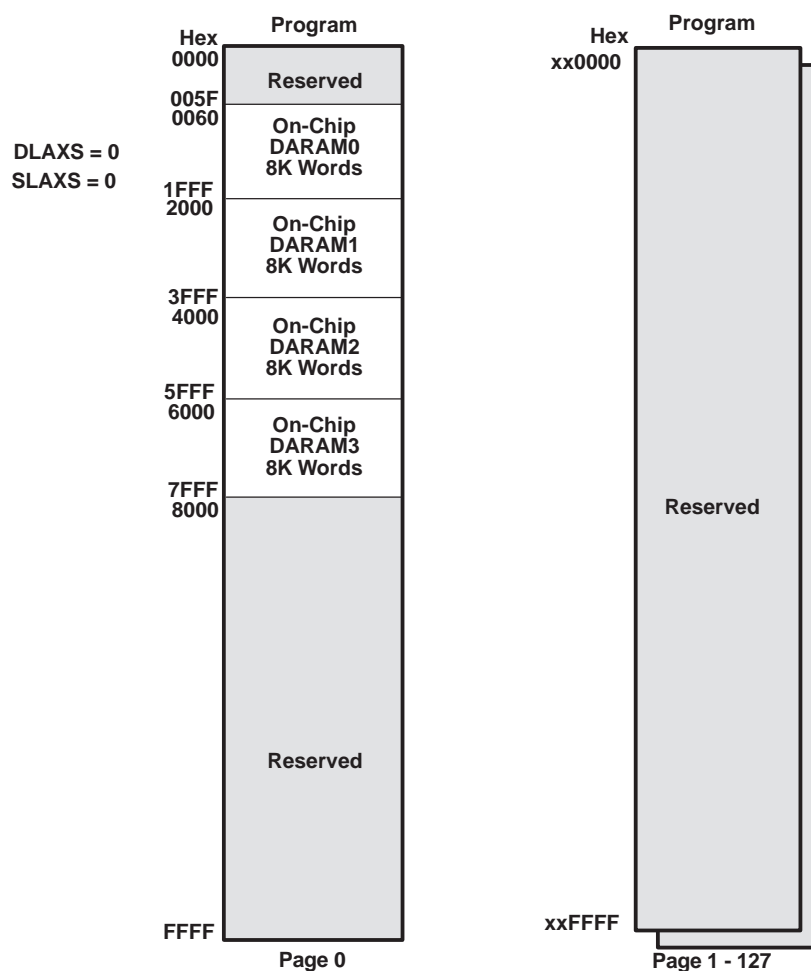 Program
Hex
0000
Reserved
005F
0060
On-Chip
DARAM0
8K Words
DLAXS = 0
SLAXS = 0
1FFF
2000
On-Chip
DARAM1
8K Words
3FFF
4000
On-Chip
DARAM2
8K Words
5FFF
6000
On-Chip
DARAM3
8K Words
7FFF
8000
Reserved
FFFF
Page 0
Program
Hex
xx0000
Reserved
xxFFFF
Page 1 - 127